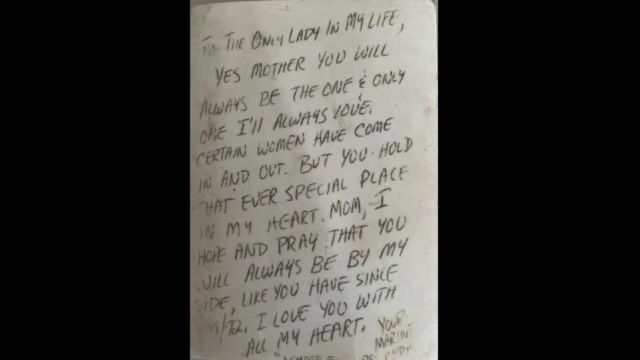 The Only Lady In My Life,
Yes Mother You Will
Always Be The One & Only
One I'll Always Love.
Certain Women Have Come
In And Out. But You Hold
That Ever Special Place
In My Heart. Mom, I
Hope And Pray That You
Will Always Be By My
Side, Like You Have Since
/72. I Love You With
All My Heart. Your